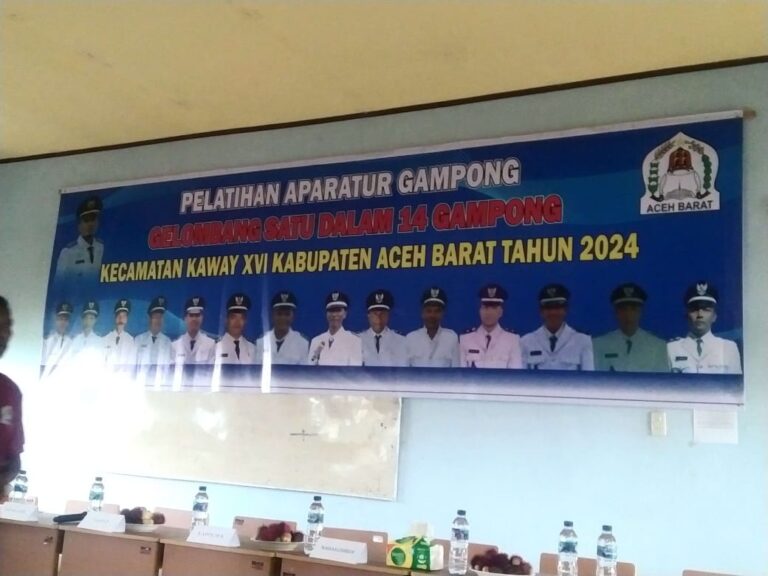 PELATIHAN APARATUR GAMPONG
GELOMBANG SATU DALAM 14 GAMPONG
KECAMATAN KAWAY XVI KABUPATEN ACEH BARAT TAHUN 2024
ACEH BARAT